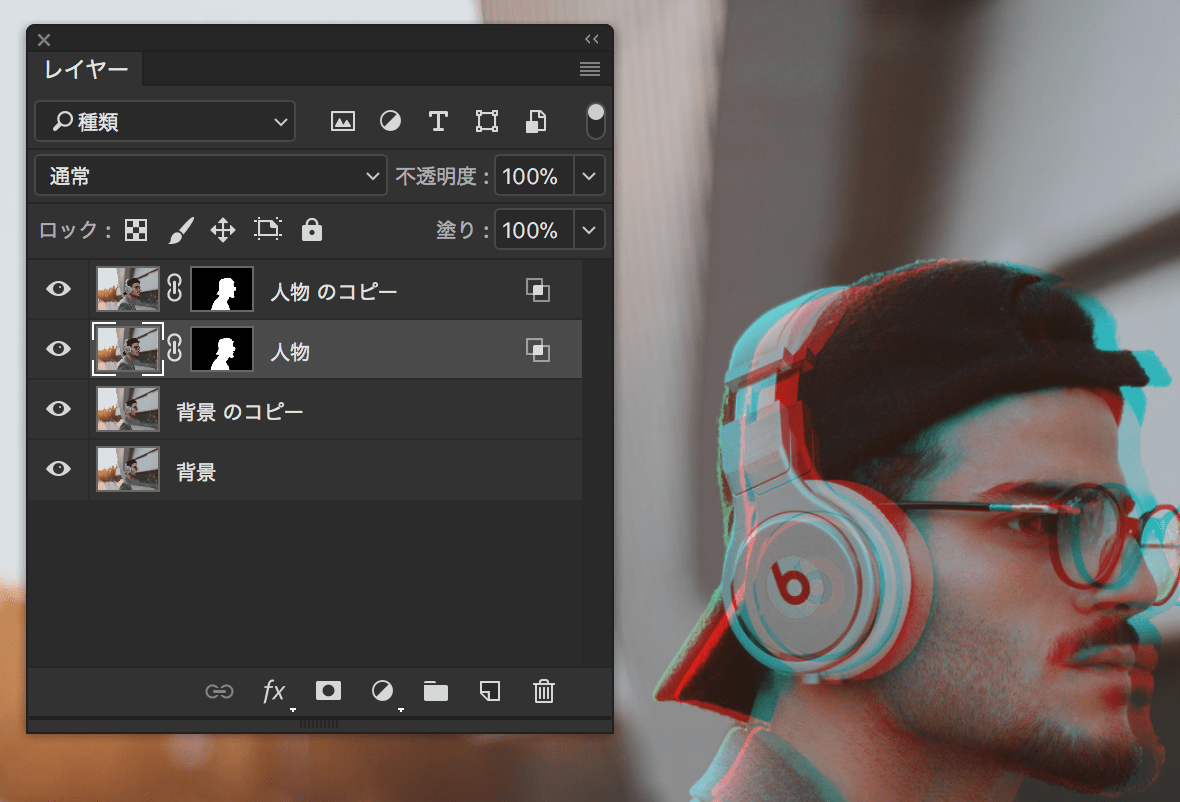 レイヤー
種類
通常
不透明度 : 100%
ロック :
塗り : 100%
人物 のコピー
人物
背景 のコピー
背景
fx
b